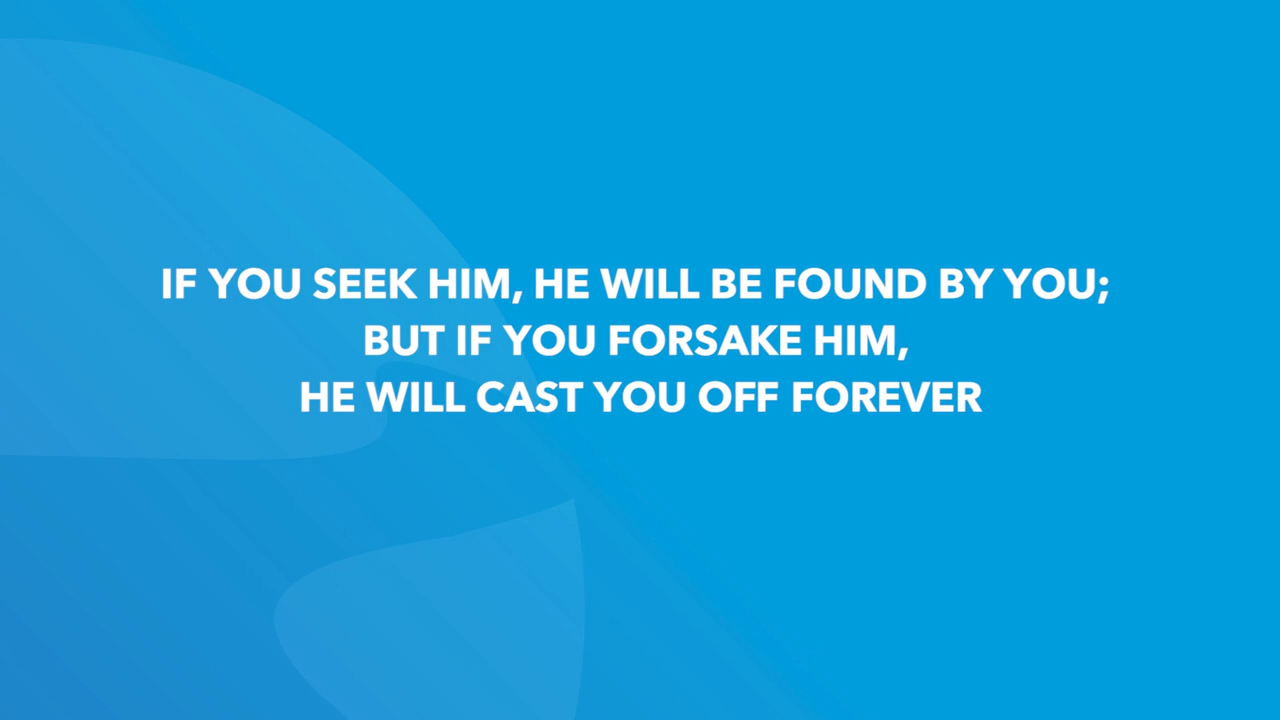 IF YOU SEEK HIM, HE WILL BE FOUND BY YOU;
BUT IF YOU FORSAKE HIM,
HE WILL CAST YOU OFF FOREVER